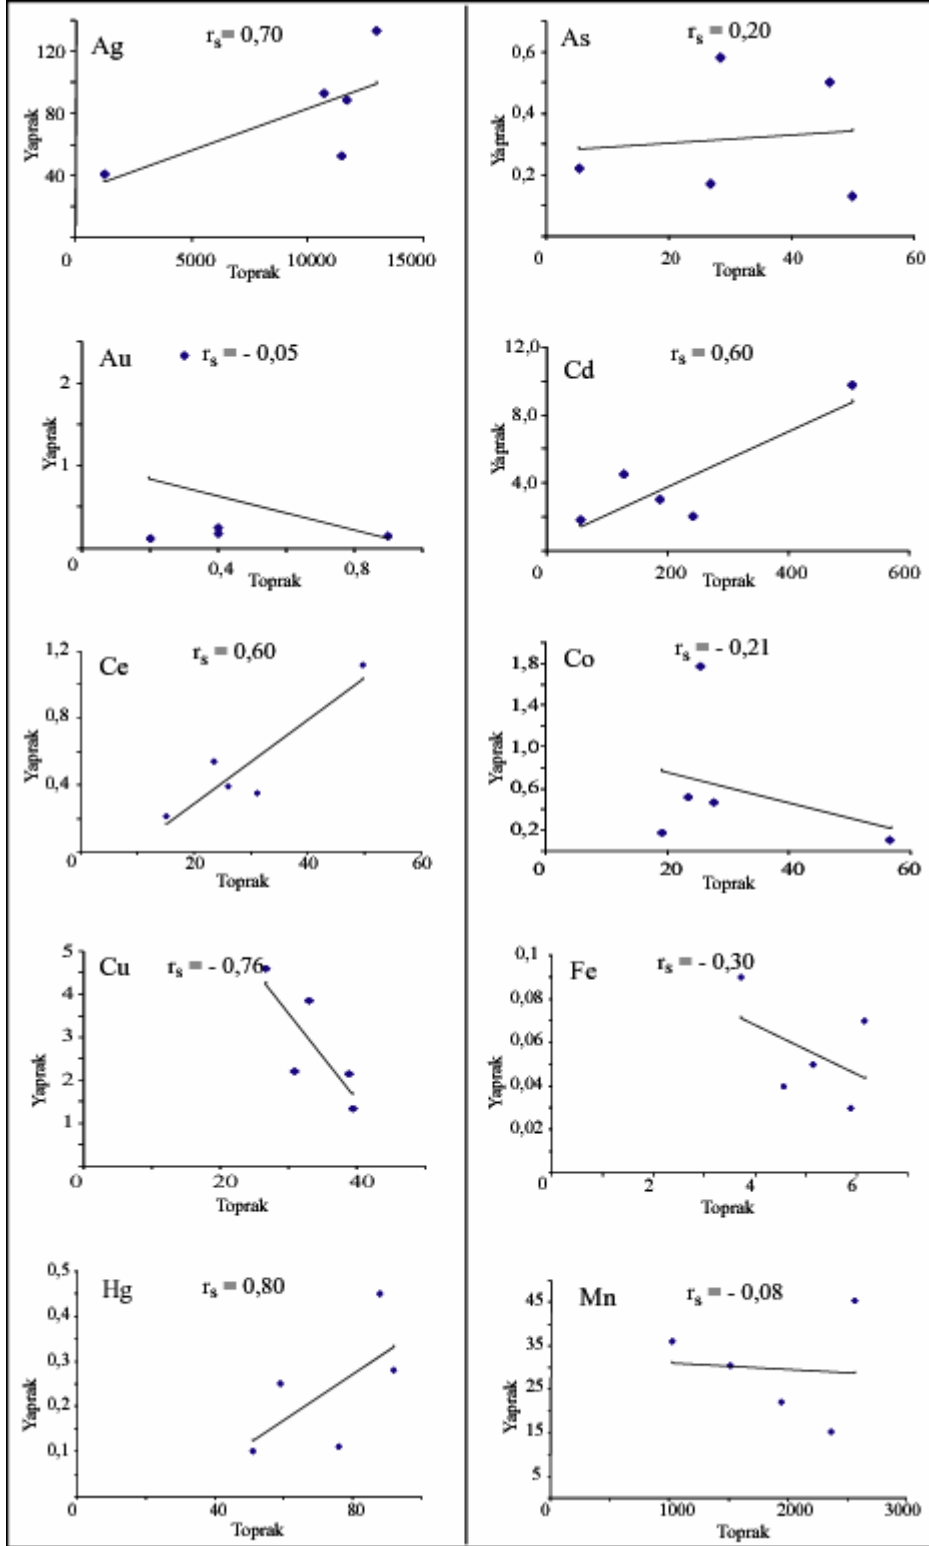 Ag
rs = 0,70
120
80
40
Yaprak
0
5000
10000
15000
Toprak
As
rs = 0,20
0,6
0,4
0,2
Yaprak
0
20
40
60
Toprak
Au
rs = - 0,05
2
1
Yaprak
0
0,4
0,8
Toprak
Cd
rs = 0,60
12,0
8,0
4,0
Yaprak
0
200
400
600
Toprak
Ce
rs = 0,60
1,2
0,8
0,4
Yaprak
0
20
40
60
Toprak
Co
rs = - 0,21
1,8
1,4
1,0
0,6
0,2
Yaprak
0
20
40
60
Toprak
Cu
rs = - 0,76
5
4
3
2
1
Yaprak
0
20
40
Toprak
Fe
rs = - 0,30
0,1
0,08
0,06
0,04
0,02
Yaprak
0
2
4
6
Toprak
Hg
rs = 0,80
0,5
0,4
0,3
0,2
0,1
Yaprak
0
40
80
Toprak
Mn
rs = - 0,08
45
35
25
15
5
Yaprak
0
1000
2000
3000
Toprak